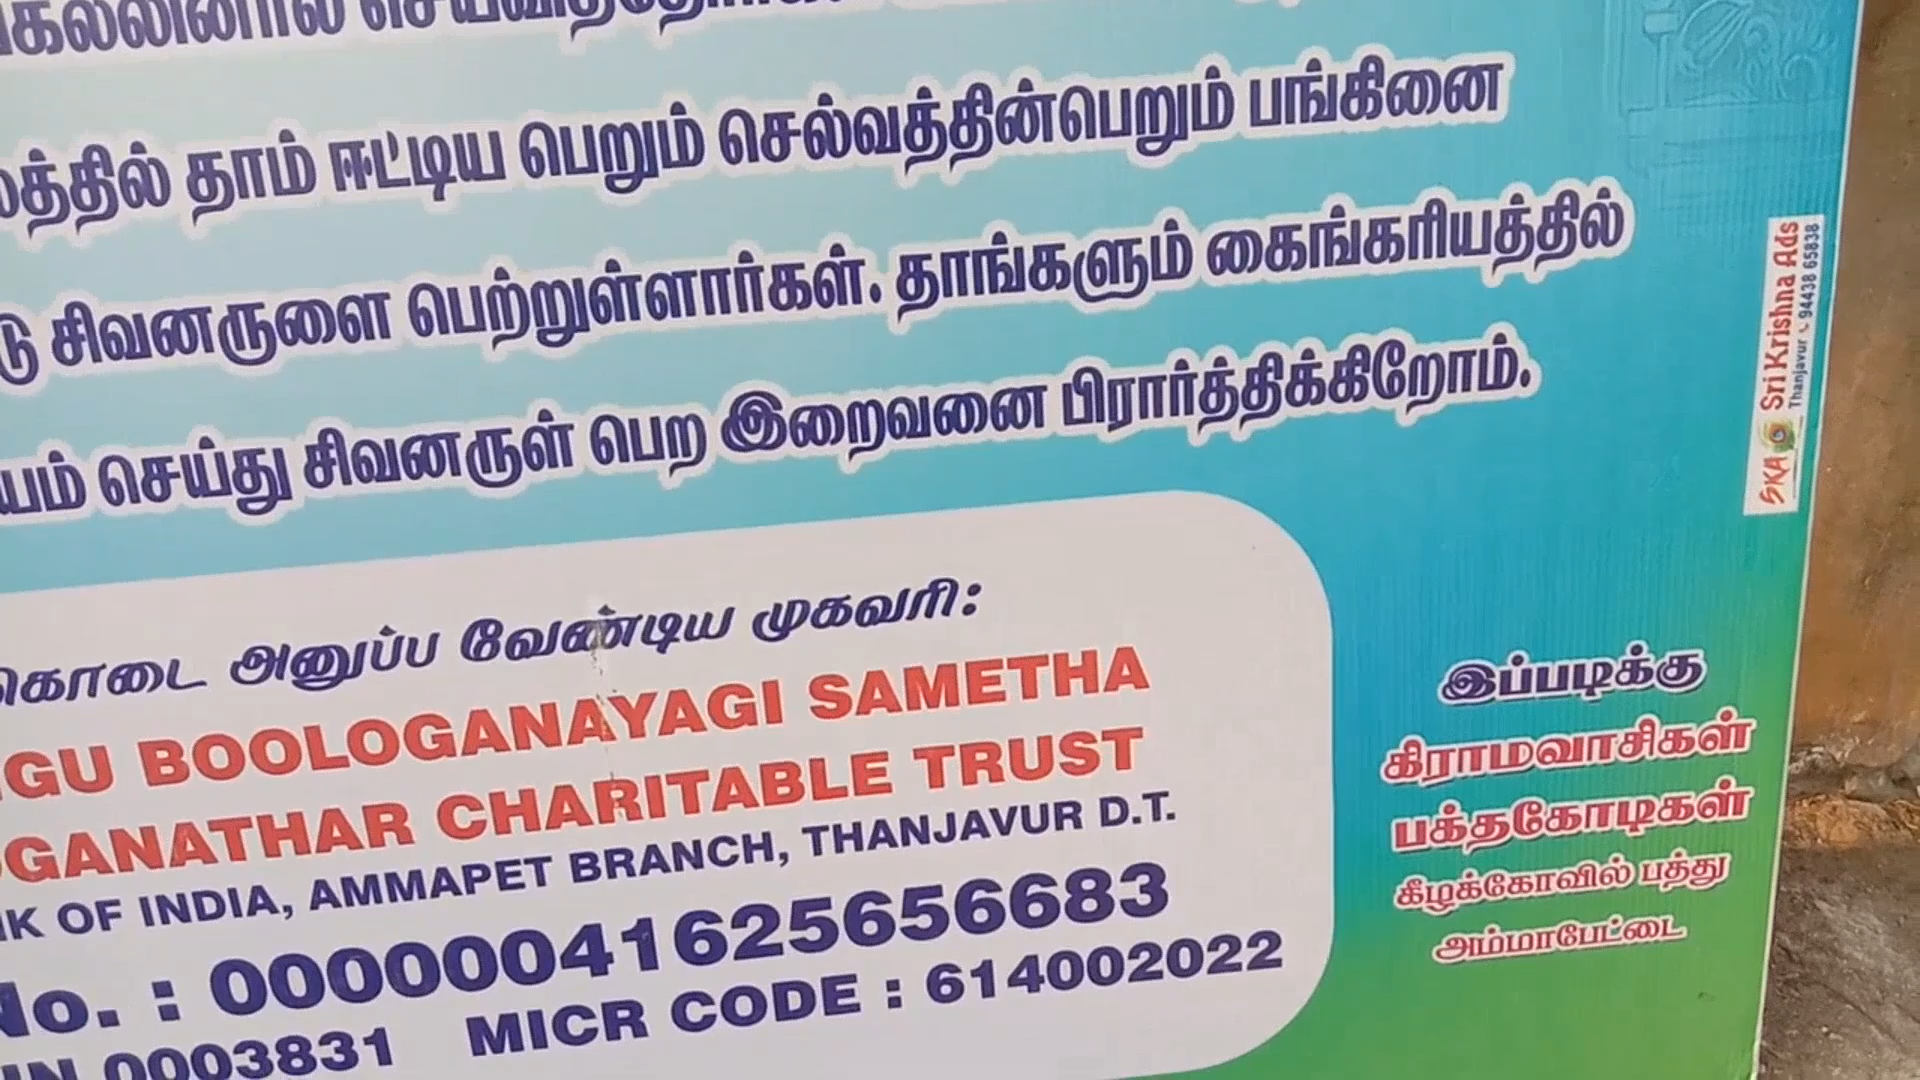 தாம் ஈட்டிய பெறும் செல்வத்தின்பெறும் பங்கினை
சிவனருளை பெற்றுள்ளார்கள். தாங்களும் கைங்கரியத்தில்
செய்து சிவனருள் பெற இறைவனை பிரார்த்திக்கிறோம்.
அனுப்ப வேண்டிய முகவரி:
BOOLOGANAYAGI SAMETHA
GANATHAR CHARITABLE TRUST
OF INDIA, AMMAPET BRANCH, THANJAVUR D.T.
No. : 00000041625656683
0003831 MICR CODE : 614002022
இப்படிக்கு
கிராமவாசிகள்
பக்தகோடிகள்
கீழக்கோவில் பத்து
அம்மாபேட்டை
SKA Sri Krishna Ads
Thanjavur 94438 65838